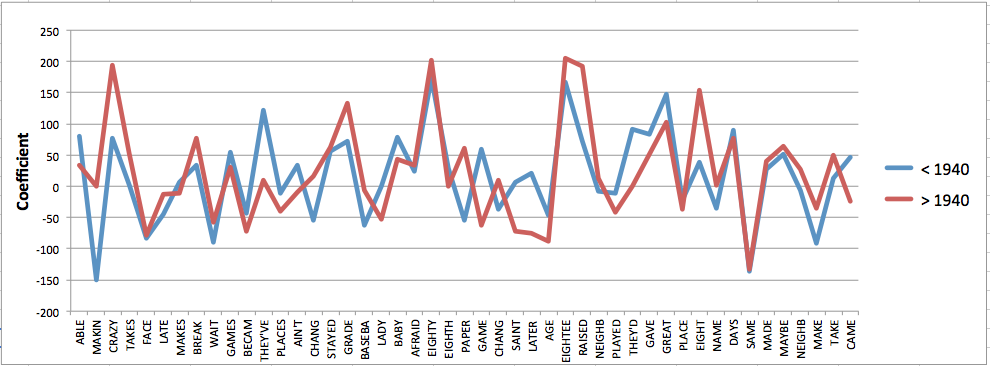 250
200
150
100
50
0
-50
-100
-150
-200
Coefficient
ABLE
MAKIN
CRAZY
TAKES
FACE
LATE
MAKES
BREAK
WAIT
GAMES
BECAM
THEY'VE
PLACES
AIN'T
CHANG
STAYED
GRADE
BASEBA
LADY
BABY
AFRAID
EIGHTY
EIGHTH
PAPER
GAME
CHANG
SAINT
LATER
AGE
EIGHTEE
RAISED
NEIGHB
PLAYED
THEY'D
GAVE
GREAT
PLACE
EIGHT
NAME
DAYS
SAME
MADE
MAYBE
NEIGHB
MAKE
TAKE
CAME
< 1940
> 1940